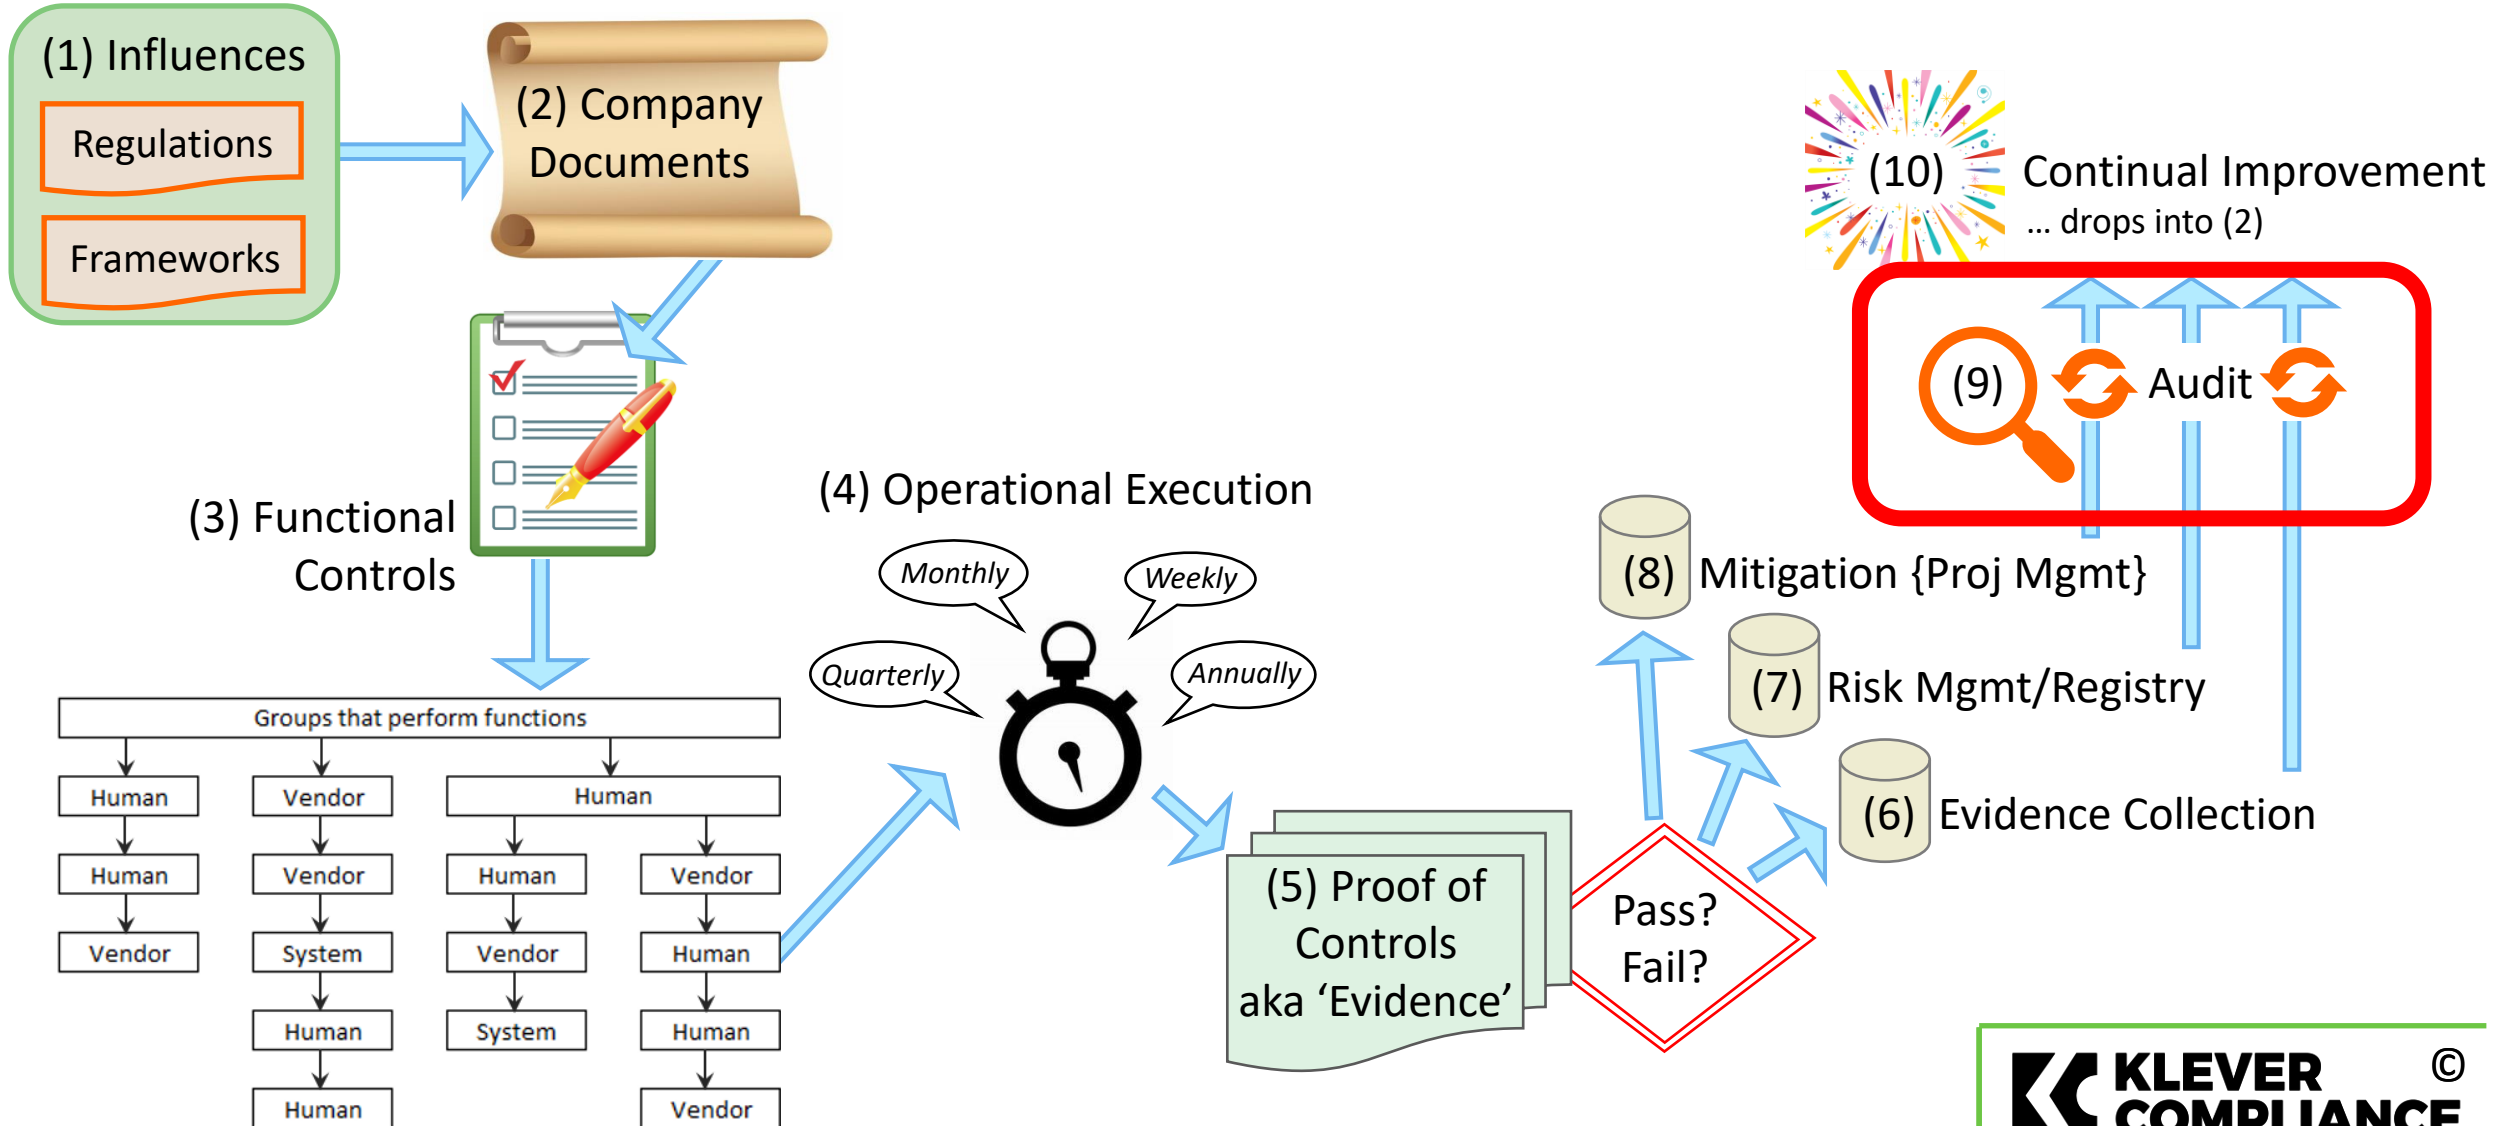 (1) Influences
Regulations
Frameworks
(2) Company
Documents
(3) Functional
Controls
Groups that perform functions
Human
Vendor
Human
Human
Vendor
Human
Vendor
Vendor
System
Vendor
Human
Human
System
Human
Human
Vendor
(4) Operational Execution
Monthly
Weekly
Quarterly
Annually
(5) Proof of
Controls
aka ‘Evidence’
Pass?
Fail?
(6) Evidence Collection
(7) Risk Mgmt/Registry
(8) Mitigation {Proj Mgmt}
(9) Audit
(10) Continual Improvement
... drops into (2)
KLEVER ©
COMPLIANCE